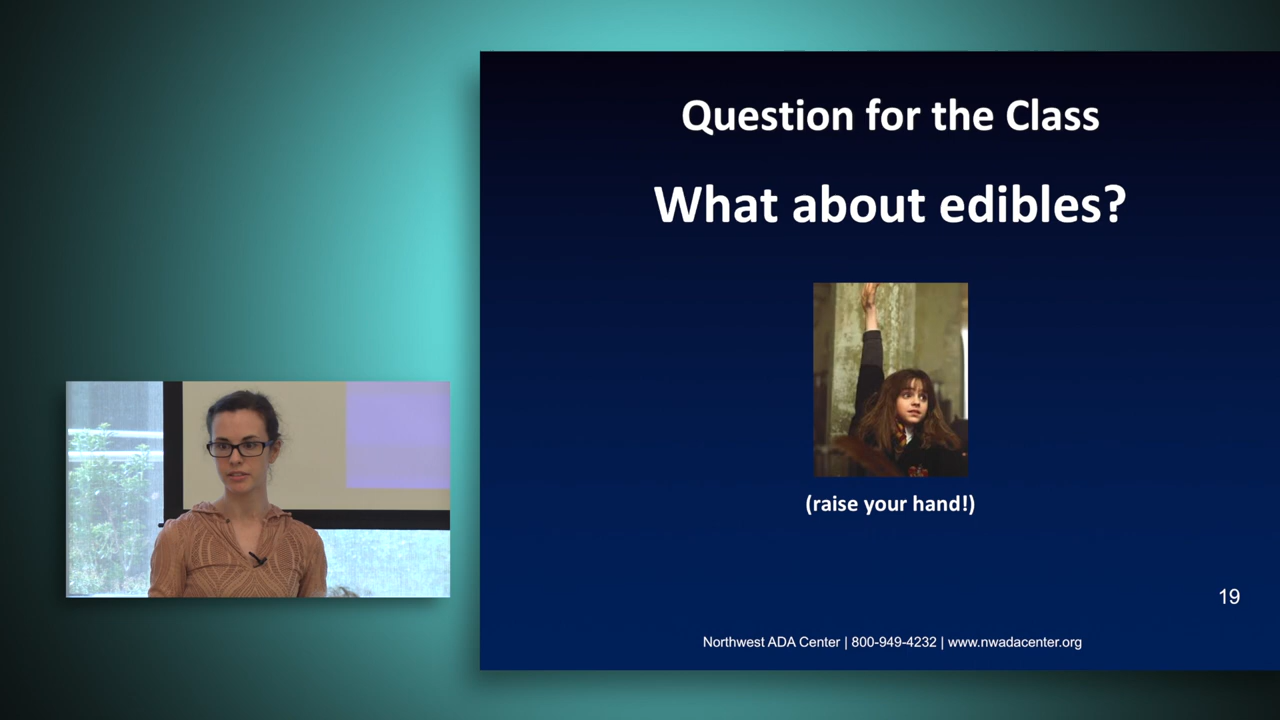 Question for the Class
What about edibles?
(raise your hand!)
19
Northwest ADA Center | 800-949-4232 | www.nwadacenter.org